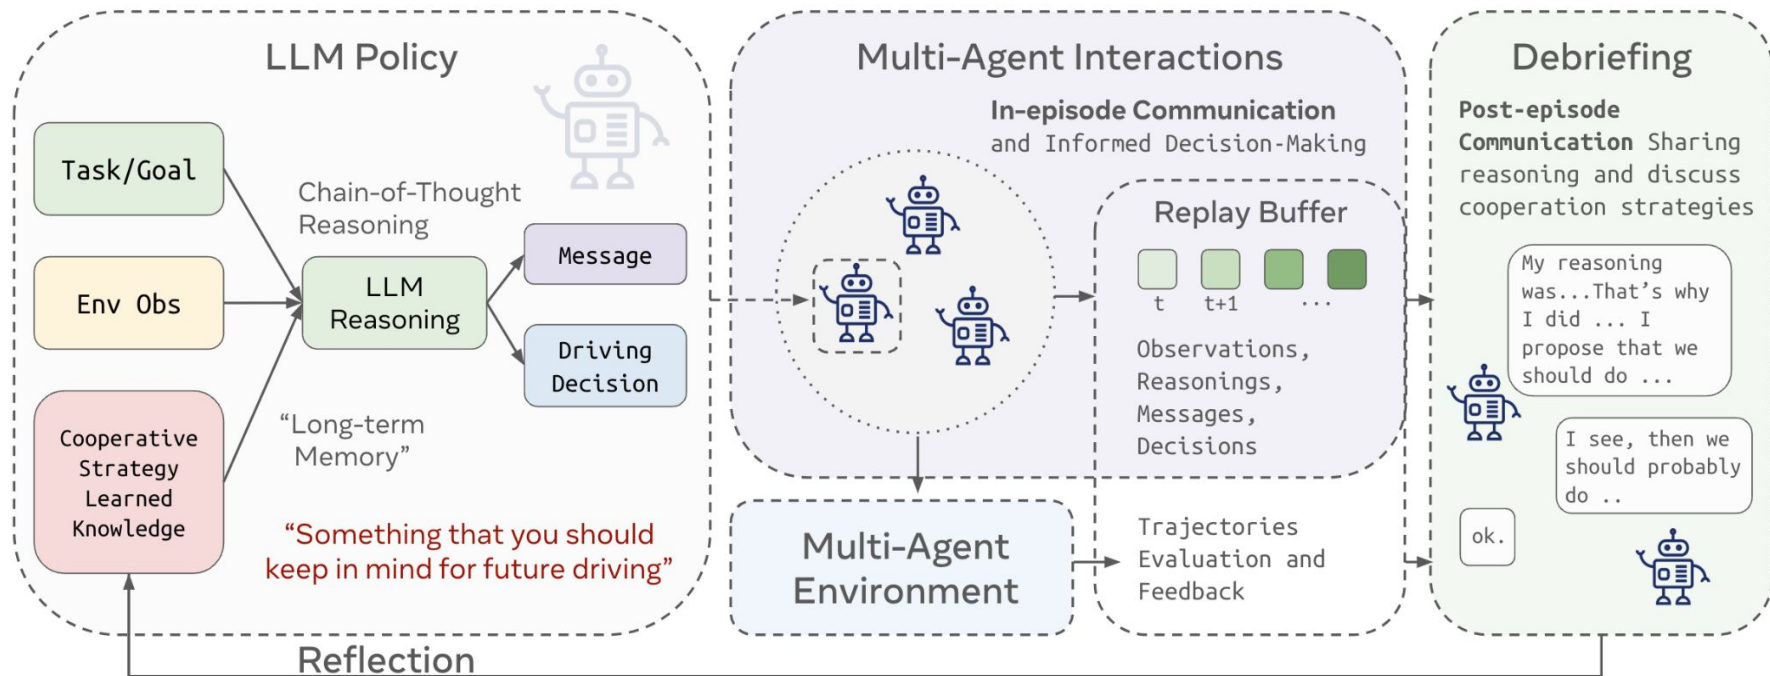 LLM Policy
Task/Goal
Env Obs
Cooperative
Strategy
Learned
Knowledge
Chain-of-Thought
Reasoning
LLM
Reasoning
Message
Driving
Decision
“Long-term
Memory”
“Something that you should
keep in mind for future driving”
Multi-Agent Interactions
In-episode Communication
and Informed Decision-Making
Replay Buffer
t
t+1
...
Observations,
Reasonings,
Messages,
Decisions
Multi-Agent
Environment
Trajectories
Evaluation and
Feedback
Debriefing
Post-episode
Communication Sharing
reasoning and discuss
cooperation strategies
My reasoning
was...That’s why
I did ... I
propose that we
should do ...
I see, then we
should probably
do ..
ok.
Reflection